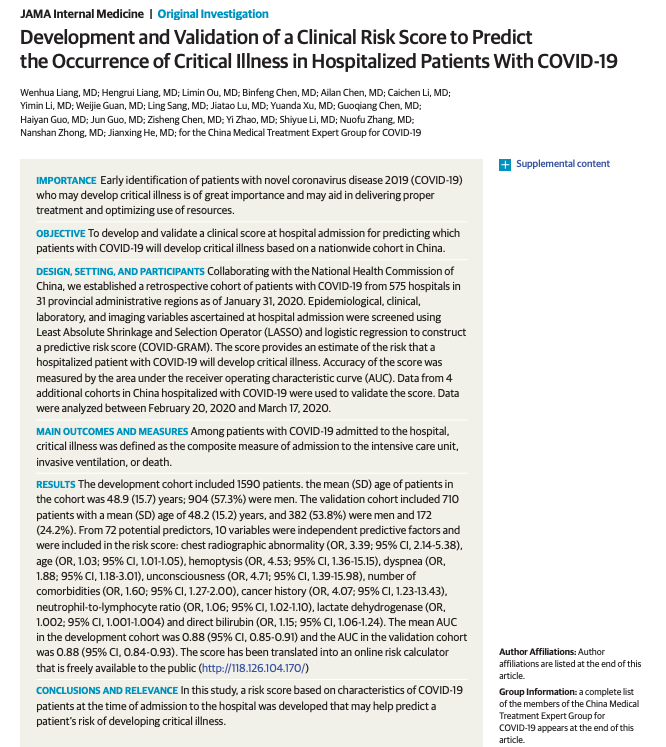 JAMA Internal Medicine | Original Investigation
Development and Validation of a Clinical Risk Score to Predict
the Occurrence of Critical Illness in Hospitalized Patients With COVID-19
Wenhua Liang, MD; Hengrui Liang, MD; Limin Ou, MD; Binfeng Chen, MD; Ailan Chen, MD; Caichen Li, MD;
Yimin Li, MD; Weijie Guan, MD; Ling Sang, MD; Jiatao Lu, MD; Yuanda Xu, MD; Guoqiang Chen, MD;
Haiyan Guo, MD; Jun Guo, MD; Zisheng Chen, MD; Yi Zhao, MD; Shiyue Li, MD; Nuofu Zhang, MD;
Nanshan Zhong, MD; Jianxing He, MD; for the China Medical Treatment Expert Group for COVID-19
IMPORTANCE Early identification of patients with novel coronavirus disease 2019 (COVID-19)
who may develop critical illness is of great importance and may aid in delivering proper
treatment and optimizing use of resources.
OBJECTIVE To develop and validate a clinical score at hospital admission for predicting which
patients with COVID-19 will develop critical illness based on a nationwide cohort in China.
DESIGN, SETTING, AND PARTICIPANTS Collaborating with the National Health Commission of
China, we established a retrospective cohort of patients with COVID-19 from 575 hospitals in
31 provincial administrative regions as of January 31, 2020. Epidemiological, clinical,
laboratory, and imaging variables ascertained at hospital admission were screened using
Least Absolute Shrinkage and Selection Operator (LASSO) and logistic regression to construct
a predictive risk score (COVID-GRAM). The score provides an estimate of the risk that a
hospitalized patient with COVID-19 will develop critical illness. Accuracy of the score was
measured by the area under the receiver operating characteristic curve (AUC). Data from 4
additional cohorts in China hospitalized with COVID-19 were used to validate the score. Data
were analyzed between February 20, 2020 and March 17, 2020.
MAIN OUTCOMES AND MEASURES Among patients with COVID-19 admitted to the hospital,
critical illness was defined as the composite measure of admission to the intensive care unit,
invasive ventilation, or death.
RESULTS The development cohort included 1590 patients. the mean (SD) age of patients in
the cohort was 48.9 (15.7) years; 904 (57.3%) were men. The validation cohort included 710
patients with a mean (SD) age of 48.2 (15.2) years, and 382 (53.8%) were men and 172
(24.2%). From 72 potential predictors, 10 variables were independent predictive factors and
were included in the risk score: chest radiographic abnormality (OR, 3.39; 95% CI, 2.14-5.38),
age (OR, 1.03; 95% CI, 1.01-1.05), hemoptysis (OR, 4.53; 95% CI, 1.36-15.15), dyspnea (OR,
1.88; 95% CI, 1.18-3.01), unconsciousness (OR, 4.71; 95% CI, 1.39-15.98), number of
comorbidities (OR, 1.60; 95% CI, 1.27-2.00), cancer history (OR, 4.07; 95% CI, 1.23-13.43),
neutrophil-to-lymphocyte ratio (OR, 1.06; 95% CI, 1.02-1.10), lactate dehydrogenase (OR,
1.002; 95% CI, 1.001-1.004) and direct bilirubin (OR, 1.15; 95% CI, 1.06-1.24). The mean AUC
in the development cohort was 0.88 (95% CI, 0.85-0.91) and the AUC in the validation cohort
was 0.88 (95% CI, 0.84-0.93). The score has been translated into an online risk calculator
that is freely available to the public (http://118.126.104.170/)
CONCLUSIONS AND RELEVANCE In this study, a risk score based on characteristics of COVID-19
patients at the time of admission to the hospital was developed that may help predict a
patient's risk of developing critical illness.
Supplemental content
Author Affiliations: Author
affiliations are listed at the end of this
article.
Group Information: a complete list
of the members of the China Medical
Treatment Expert Group for
COVID-19 appears at the end of this
article.